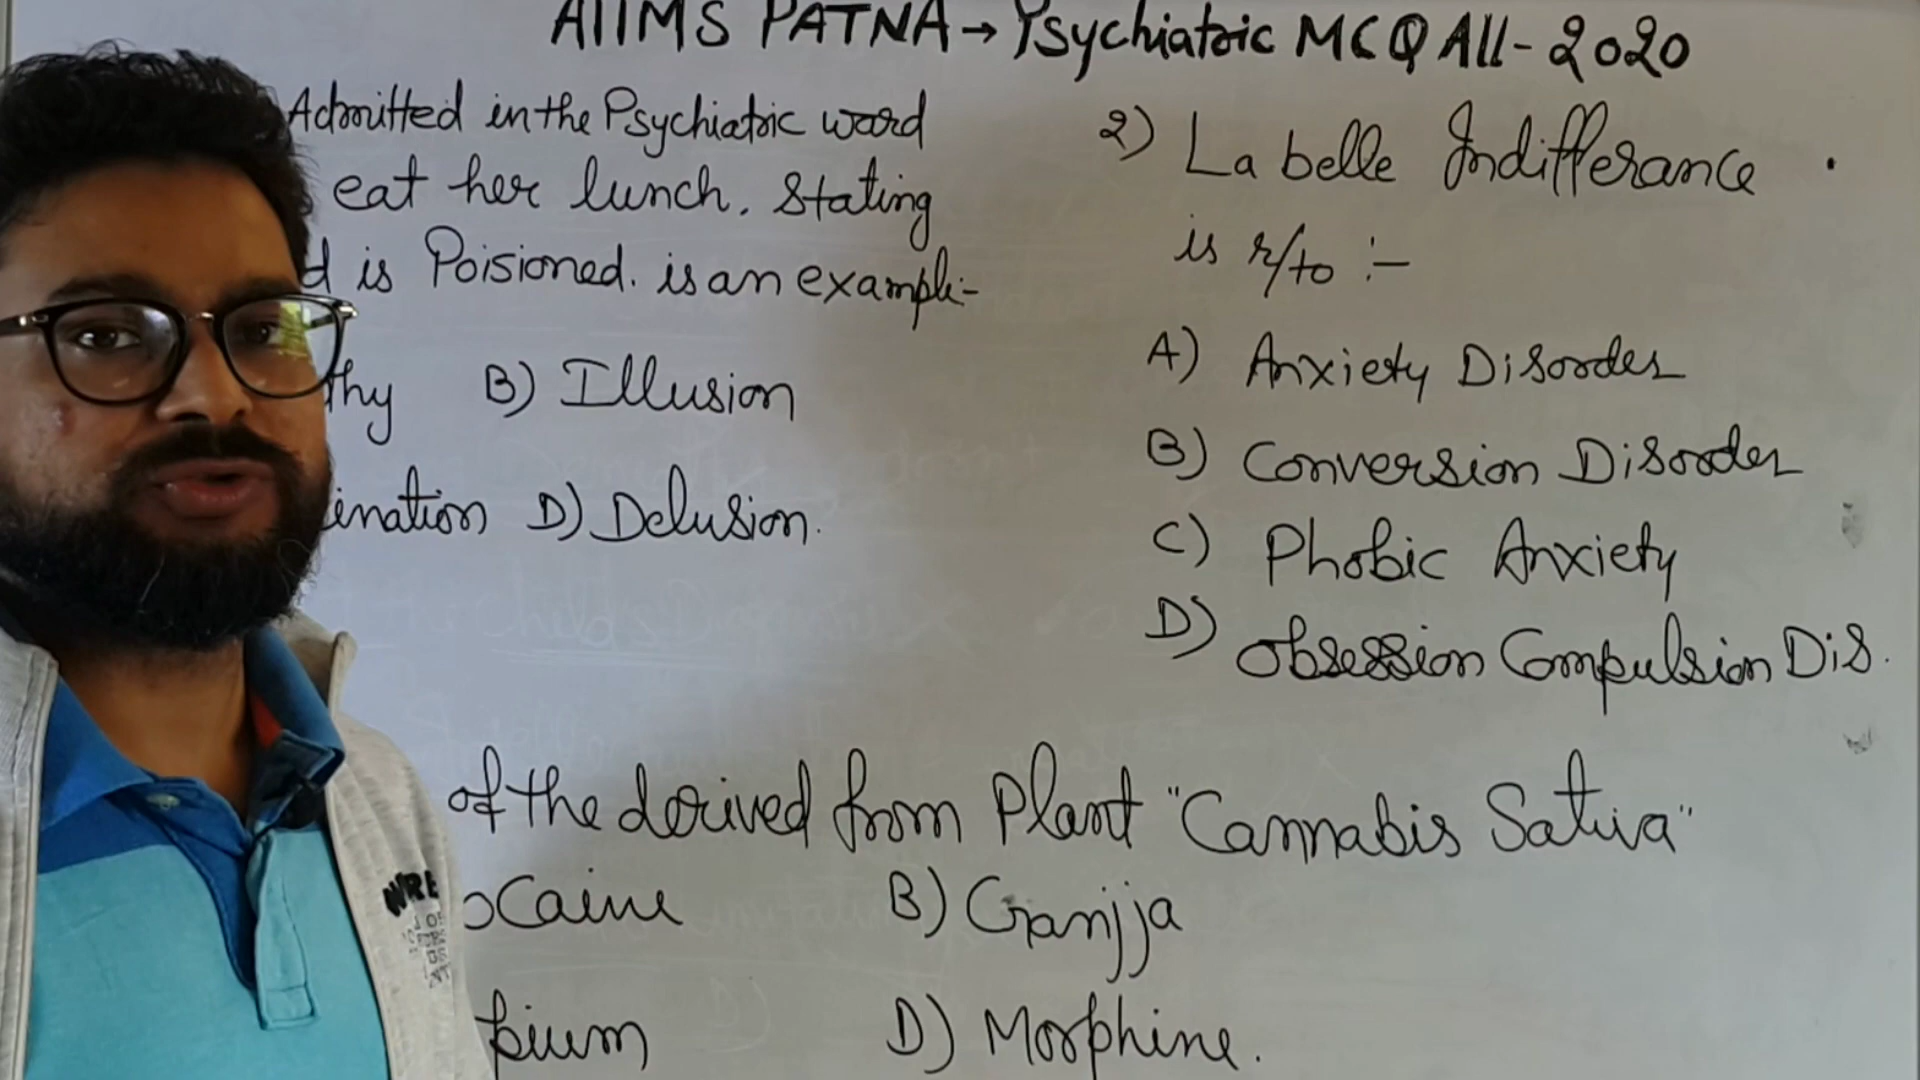 AIIMS PATNA → Psychiatric MCQ All - 2020
Admitted in the Psychiatric ward
eat her lunch. Stating
d is Poisioned. is an example:-
thy B) Illusion
ination D) Delusion.
2) La belle Indifferance
is r/to :-
A) Anxiety Disorder
B) Conversion Disorder
C) Phobic Anxiety
D) Obsession Compulsion Dis.
of the derived from Plant "Cannabis Sativa"
ocaine B) Ganjja
pium D) Morphine.